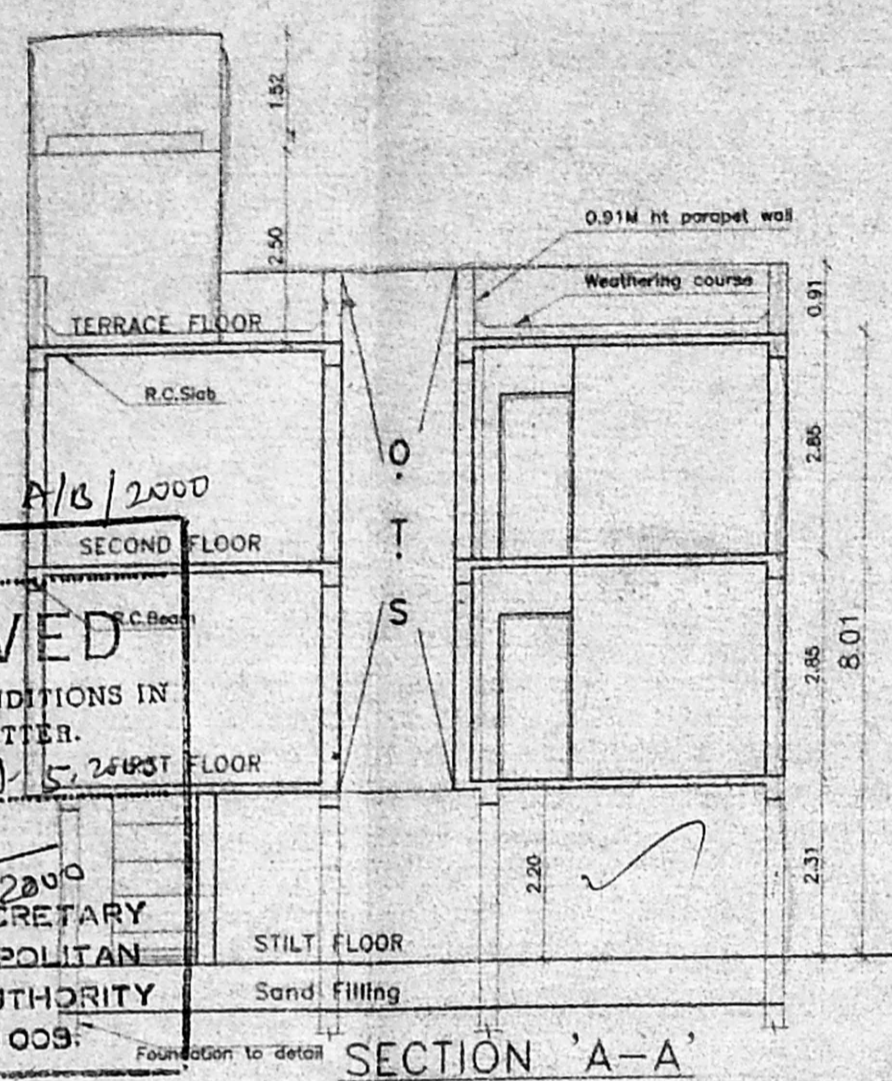 1.52
2.50
0.91M ht parapet wall
Weathering course
0.91
TERRACE FLOOR
R.C.Slab
2.85
O.
T.
S
A/B/2000
SECOND FLOOR
R.C.Beam
VED
2.85
8.01
NDITIONS IN
TTER.
FIRST FLOOR
2.20
2.31
2000
CRETARY
STILT FLOOR
POLITAN
Sand Filling
UTHORITY
009.
Foundation to detail
SECTION 'A-A'